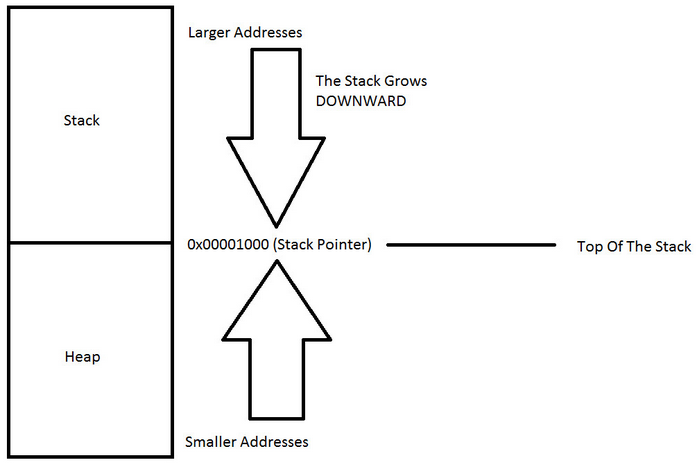 Larger Addresses
The Stack Grows
DOWNWARD
Stack
0x00001000 (Stack Pointer)
Top Of The Stack
Heap
Smaller Addresses